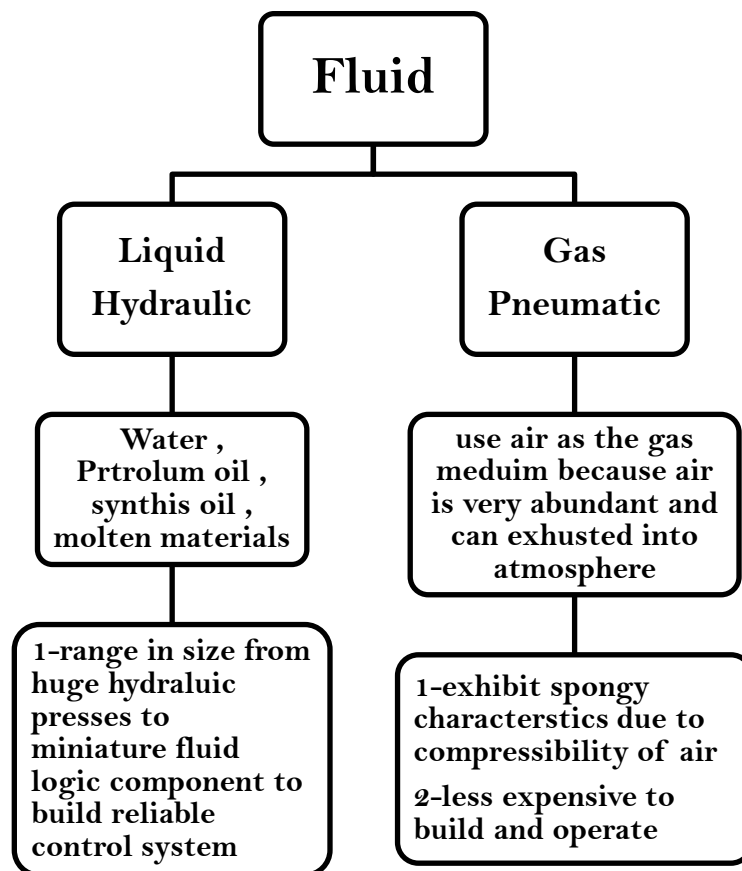 Fluid
Liquid
Hydraulic
Water ,
Prtrolum oil ,
synthis oil ,
molten materials
1-range in size from
huge hydraluic
presses to
miniature fluid
logic component to
build reliable
control system
Gas
Pneumatic
use air as the gas
meduim because air
is very abundant and
can exhusted into
atmosphere
1-exhibit spongy
characterstics due to
compressibility of air
2-less expensive to
build and operate